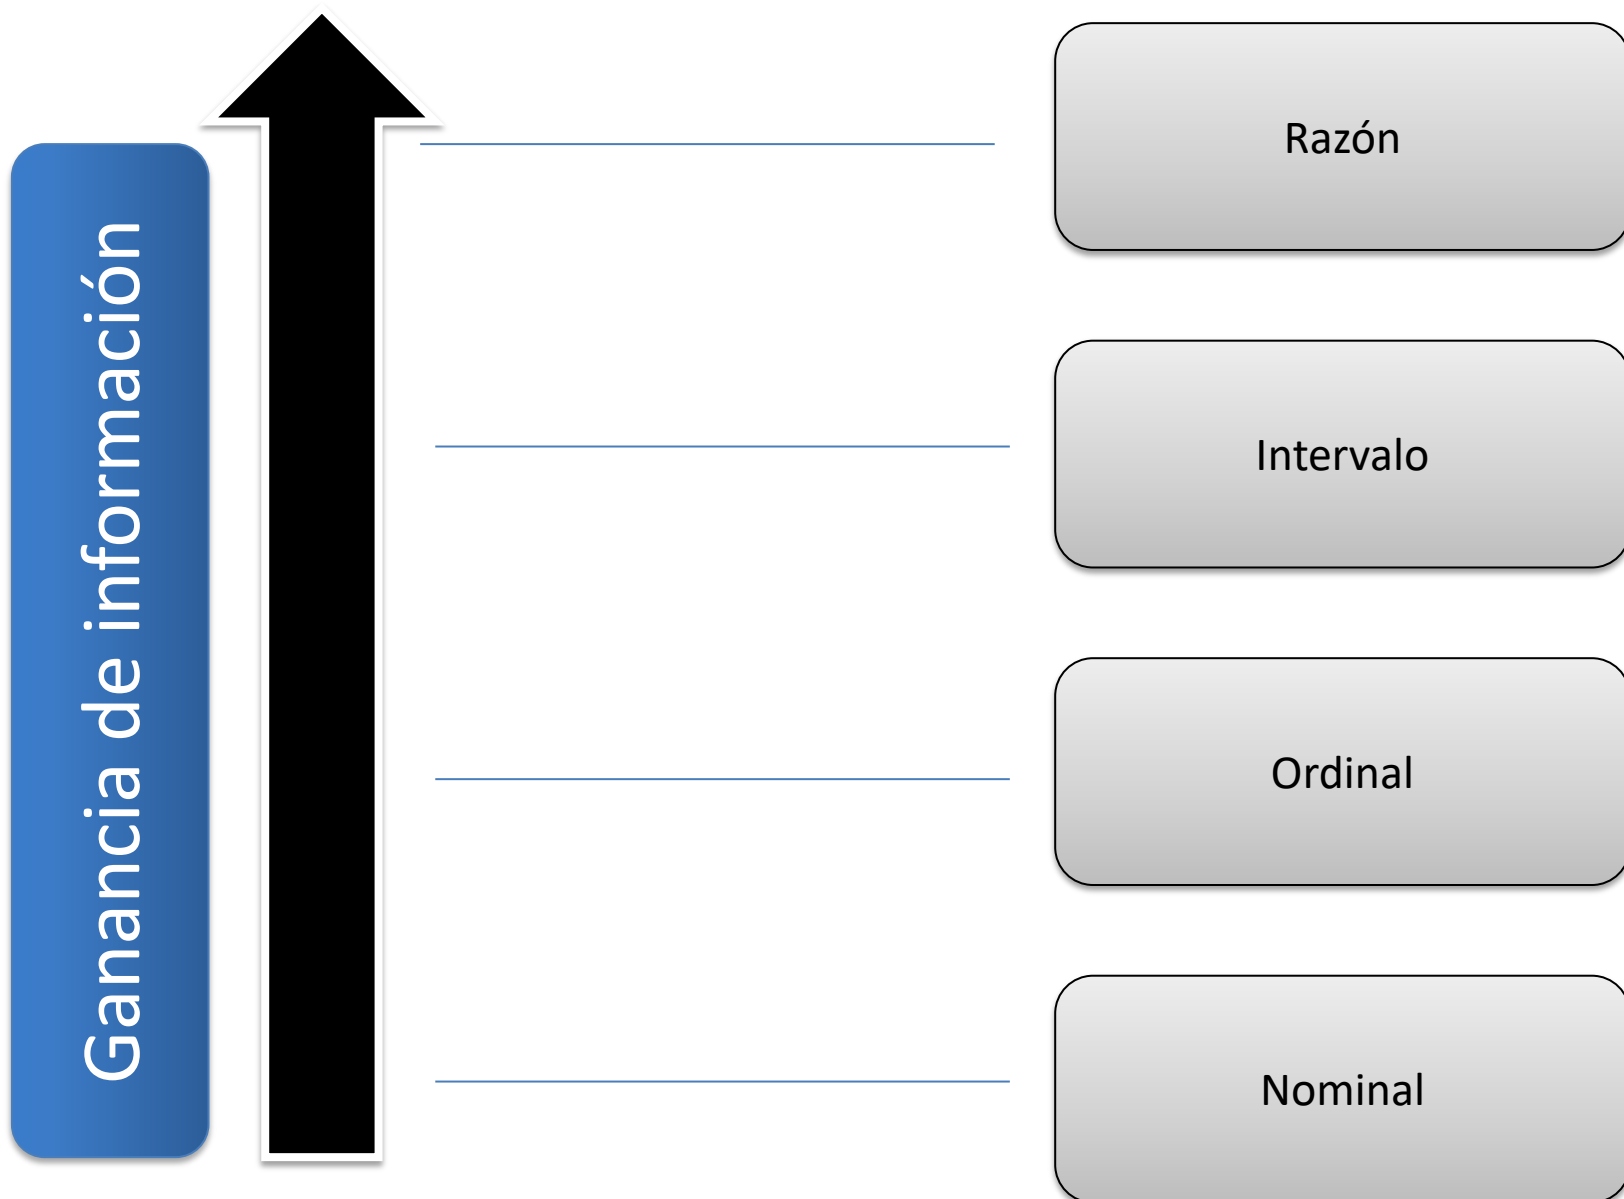 Ganancia de información
Razón
Intervalo
Ordinal
Nominal